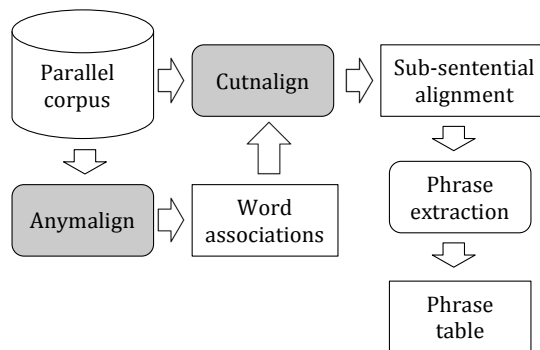 Parallel
corpus
Cutnalign
Sub-sentential
alignment
Anymalign
Word
associations
Phrase
extraction
Phrase
table